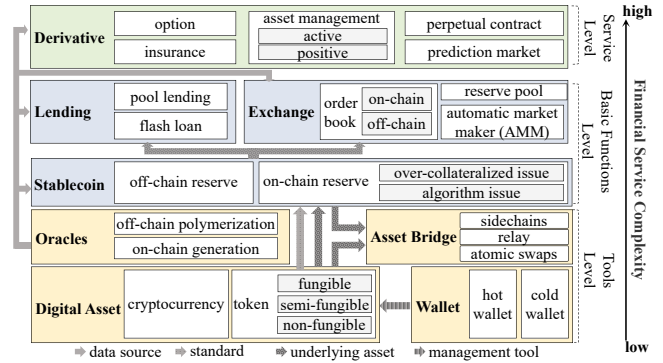 high
Derivative
option
insurance
asset management
active
positive
perpetual contract
prediction market
Service
Level
Lending
pool lending
flash loan
Exchange
order
book
on-chain
off-chain
reserve pool
automatic market
maker (AMM)
Basic Functions
Level
Stablecoin
off-chain reserve
on-chain reserve
over-collateralized issue
algorithm issue
Oracles
off-chain polymerization
on-chain generation
Asset Bridge
sidechains
relay
atomic swaps
Tools
Level
Digital Asset
cryptocurrency
token
fungible
semi-fungible
non-fungible
Wallet
hot
wallet
cold
wallet
Financial Service Complexity
low
data source
standard
underlying asset
management tool